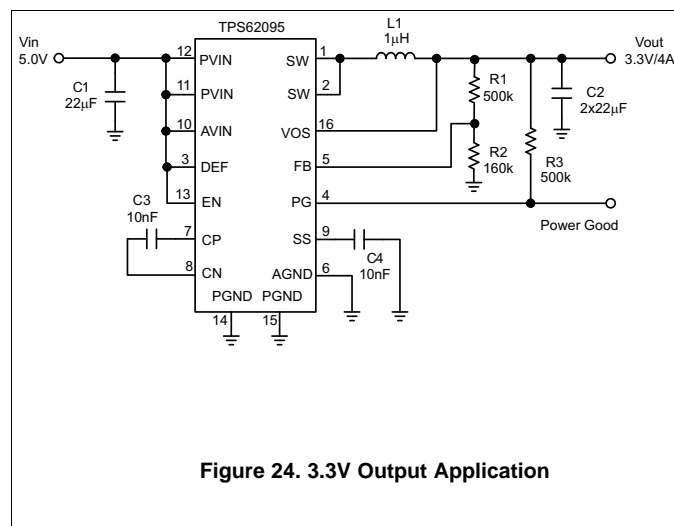 TPS62095
Vin
5.0V
C1
22µF
12
PVIN
11
PVIN
10
AVIN
3
DEF
13
EN
C3
10nF
7
CP
8
CN
PGND
14
PGND
15
SW
1
SW
2
VOS
16
FB
5
PG
4
SS
9
AGND
6
C4
10nF
L1
1µH
R1
500k
R2
160k
R3
500k
C2
2x22µF
Vout
3.3V/4A
Power Good
Figure 24. 3.3V Output Application